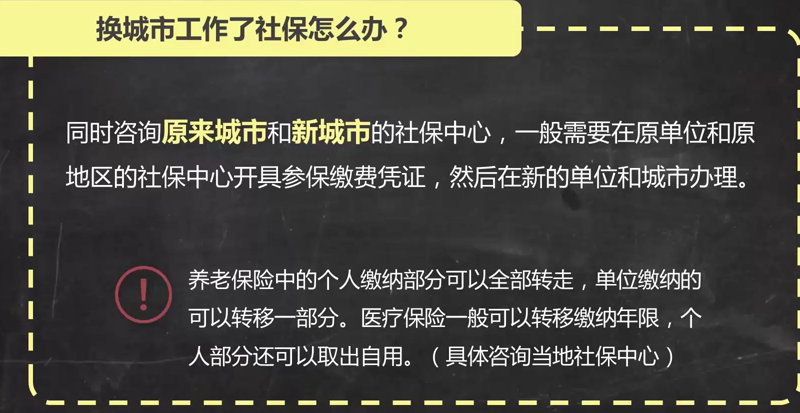 换城市工作了社保怎么办？
同时咨询原来城市和新城市的社保中心，一般需要在原单位和原
地区的社保中心开具参保缴费凭证，然后在新的单位和城市办理。
养老保险中的个人缴纳部分可以全部转走，单位缴纳的
可以转移一部分。医疗保险一般可以转移缴纳年限，个
人部分还可以取出自用。（具体咨询当地社保中心）